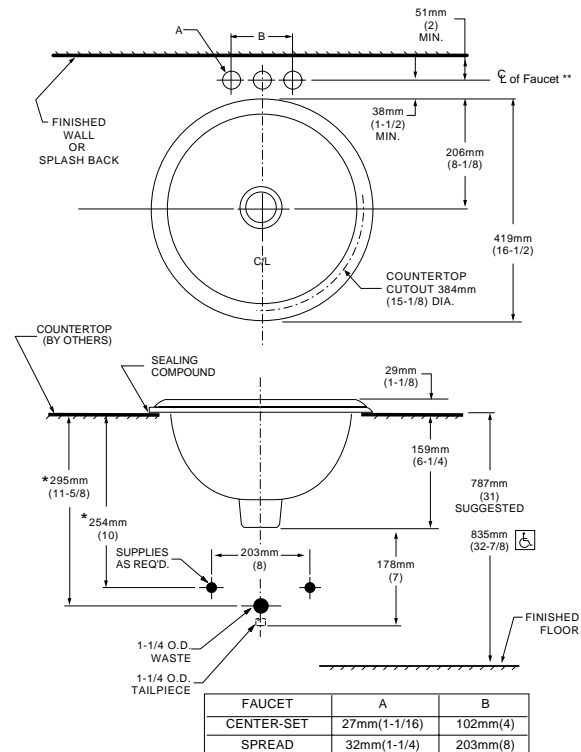 51mm
(2)
MIN.
A
B
C̵L of Faucet **
FINISHED
WALL
OR
SPLASH BACK
38mm
(1-1/2)
MIN.
206mm
(8-1/8)
419mm
(16-1/2)
C/L
COUNTERTOP
CUTOUT 384mm
(15-1/8) DIA.
COUNTERTOP
(BY OTHERS)
SEALING
COMPOUND
29mm
(1-1/8)
159mm
(6-1/4)
*295mm
(11-5/8)
*254mm
(10)
787mm
(31)
SUGGESTED
835mm
(32-7/8)
SUPPLIES
AS REQ'D.
203mm
(8)
178mm
(7)
1-1/4 O.D.
WASTE
1-1/4 O.D.
TAILPIECE
FINISHED
FLOOR
FAUCET A B
CENTER-SET 27mm(1-1/16) 102mm(4)
SPREAD 32mm(1-1/4) 203mm(8)